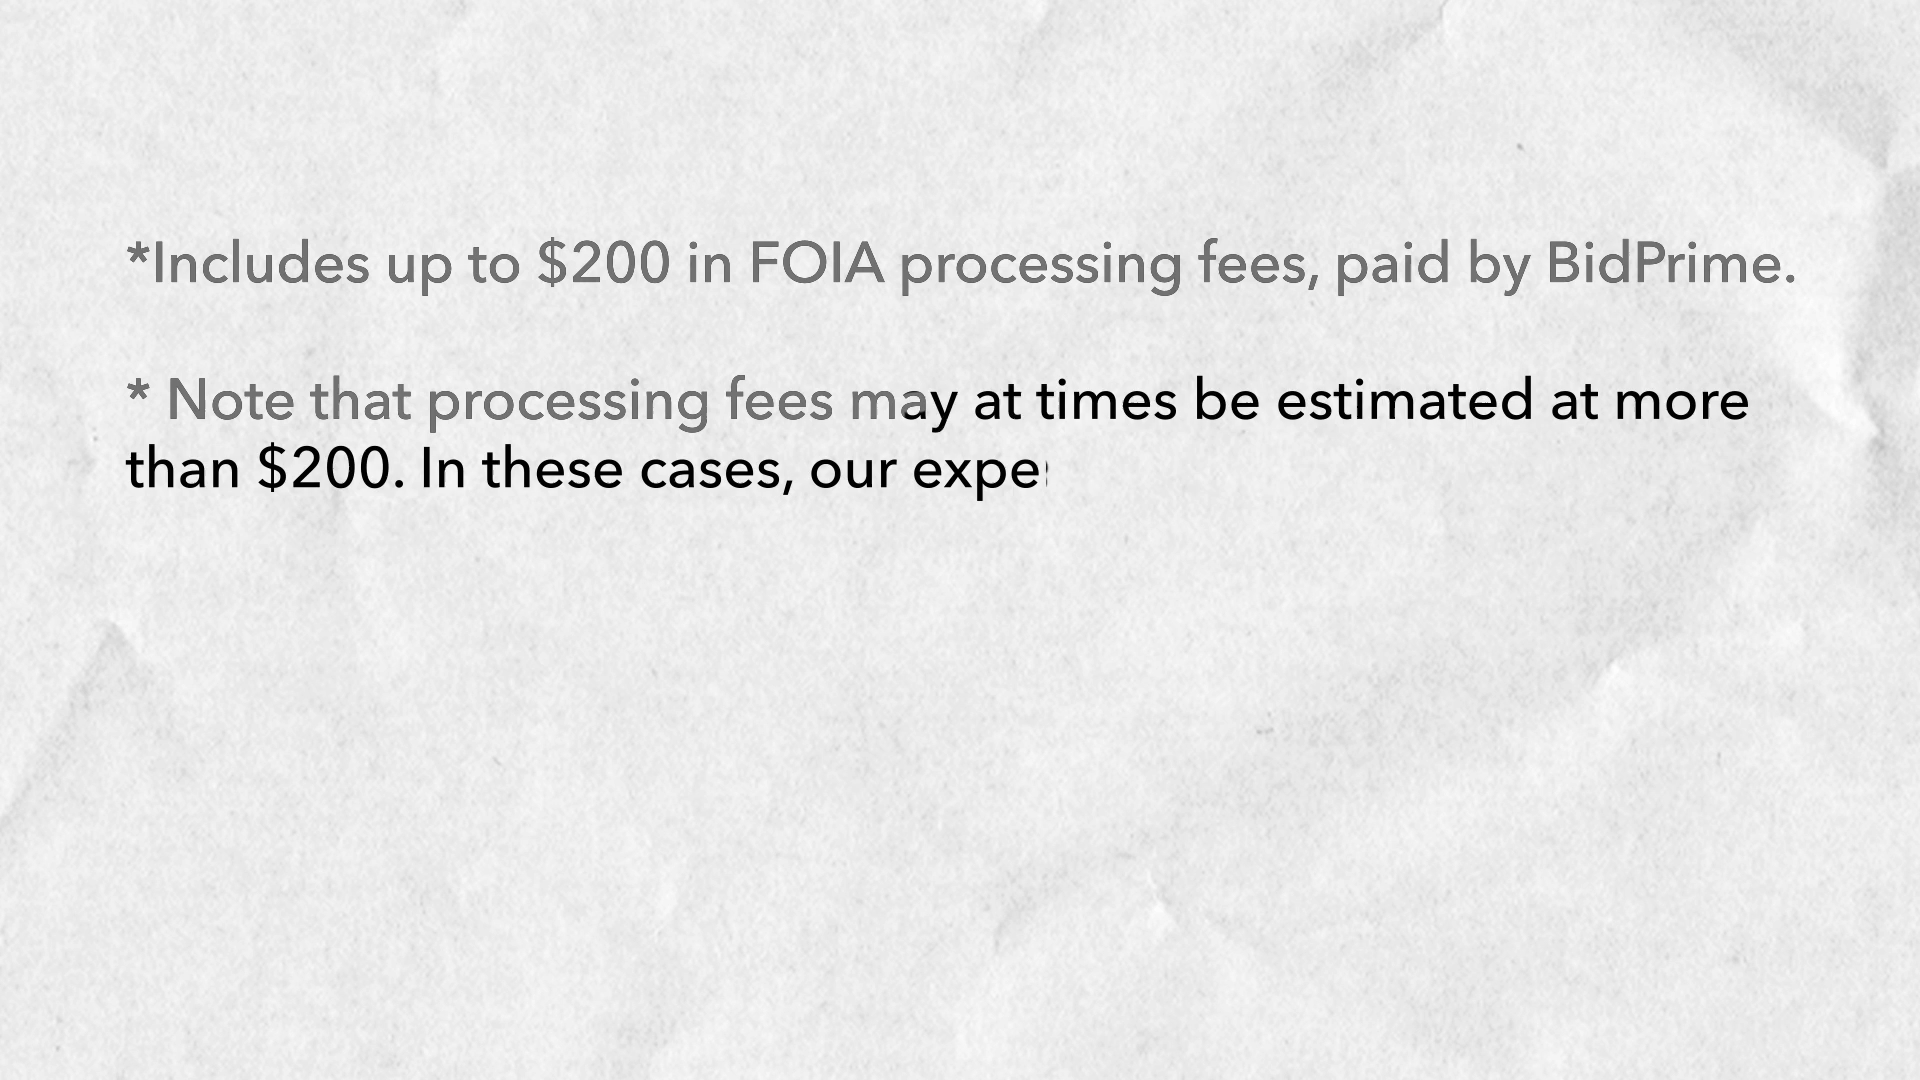 *Includes up to $200 in FOIA processing fees, paid by BidPrime.
* Note that processing fees may at times be estimated at more
than $200. In these cases, our expe